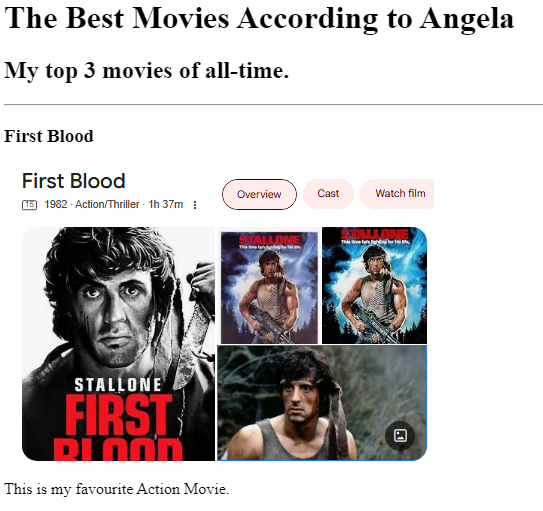 The Best Movies According to Angela
My top 3 movies of all-time.
First Blood
First Blood
15 1982 · Action/Thriller · 1h 37m
Overview
Cast
Watch film
STALLONE
This time he's fighting for his life.
STALLONE
This time he's fighting for his life.
STALLONE
FIRST
BLOOD
This is my favourite Action Movie.